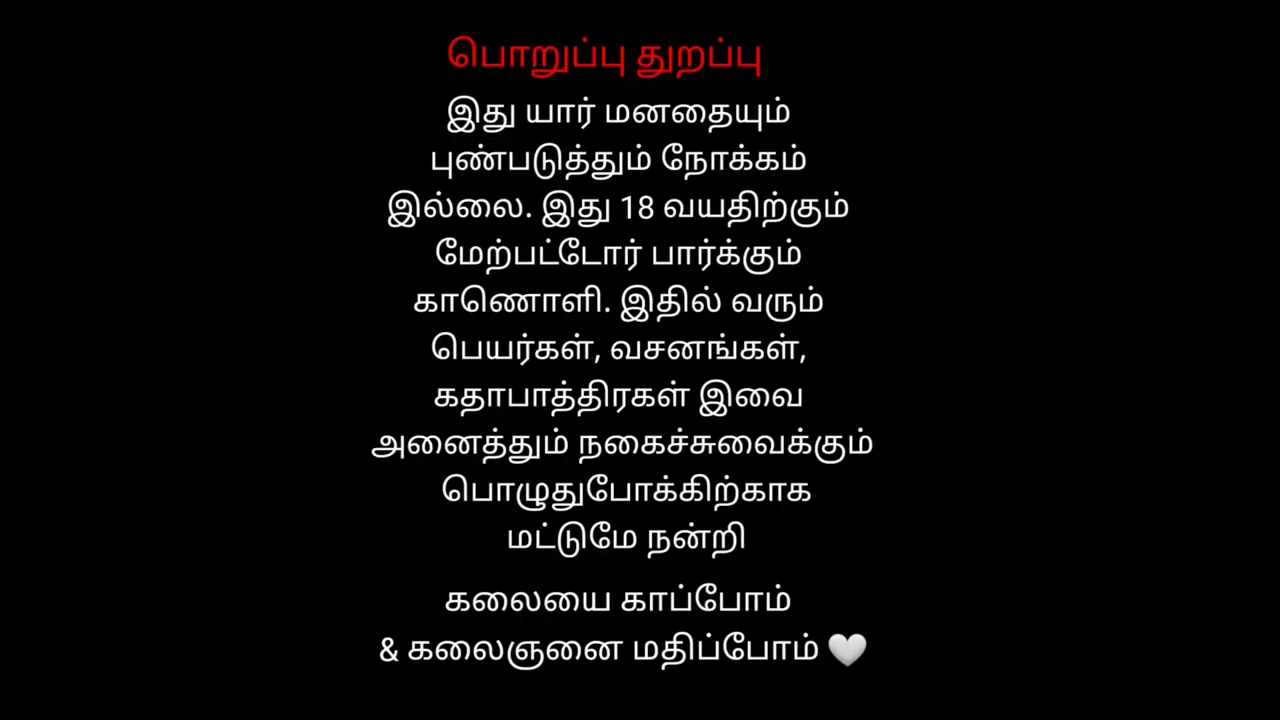 பொறுப்பு துறப்பு
இது யார் மனதையும்
புண்படுத்தும் நோக்கம்
இல்லை. இது 18 வயதிற்கும்
மேற்பட்டோர் பார்க்கும்
காணொளி. இதில் வரும்
பெயர்கள், வசனங்கள்,
கதாபாத்திரகள் இவை
அனைத்தும் நகைச்சுவைக்கும்
பொழுதுபோக்கிற்காக
மட்டுமே நன்றி
கலையை காப்போம்
& கலைஞனை மதிப்போம் 🤍